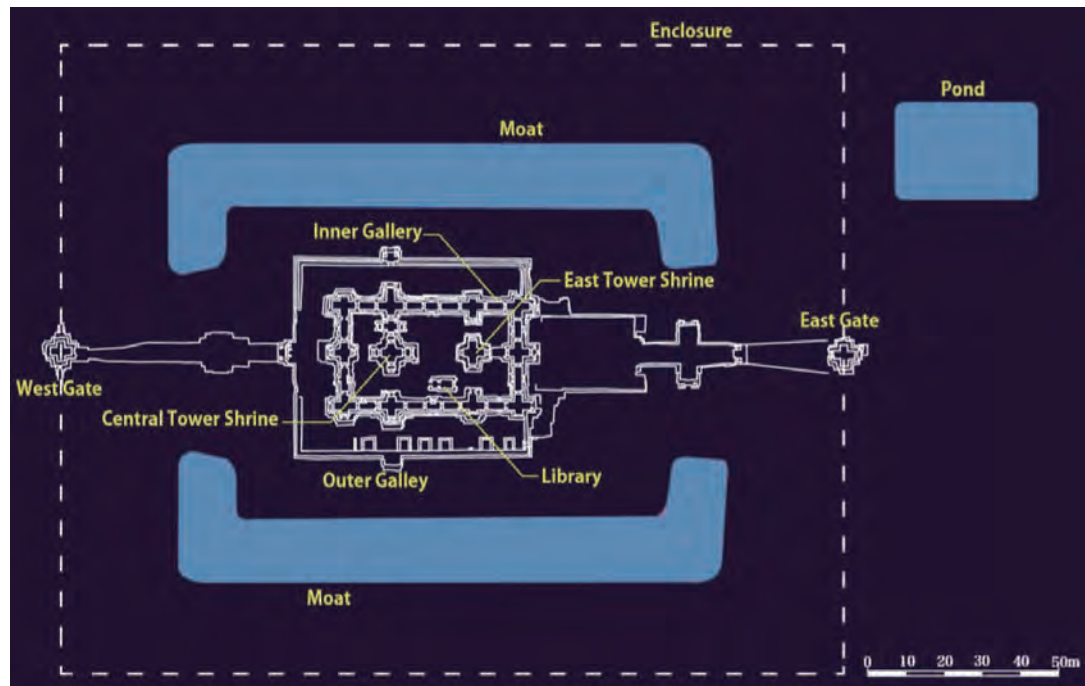 Enclosure
Pond
Moat
Inner Gallery
East Tower Shrine
East Gate
West Gate
Central Tower Shrine
Outer Galley
Library
Moat
0 10 20 30 40 50m